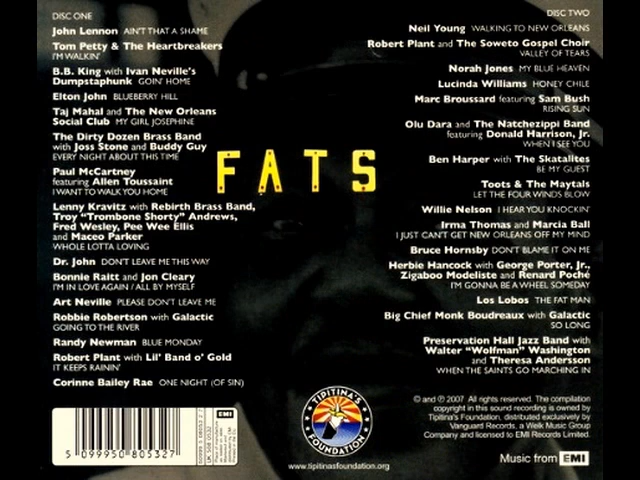 DISC ONE
John Lennon AIN'T THAT A SHAME
Tom Petty & The Heartbreakers
I'M WALKIN'
B.B. King with Ivan Neville's
Dumpstaphunk GOIN' HOME
Elton John BLUEBERRY HILL
Taj Mahal and The New Orleans
Social Club MY GIRL JOSEPHINE
The Dirty Dozen Brass Band
with Joss Stone and Buddy Guy
EVERY NIGHT ABOUT THIS TIME
Paul McCartney
featuring Allen Toussaint
I WANT TO WALK YOU HOME
Lenny Kravitz with Rebirth Brass Band,
Troy "Trombone Shorty" Andrews,
Fred Wesley, Pee Wee Ellis
and Maceo Parker
WHOLE LOTTA LOVING
Dr. John DON'T LEAVE ME THIS WAY
Bonnie Raitt and Jon Cleary
I'M IN LOVE AGAIN / ALL BY MYSELF
Art Neville PLEASE DON'T LEAVE ME
Robbie Robertson with Galactic
GOING TO THE RIVER
Randy Newman BLUE MONDAY
Robert Plant with Lil' Band o' Gold
IT KEEPS RAININ'
Corinne Bailey Rae ONE NIGHT (OF SIN)
FATS
DISC TWO
Neil Young WALKING TO NEW ORLEANS
Robert Plant and The Soweto Gospel Choir
VALLEY OF TEARS
Norah Jones MY BLUE HEAVEN
Lucinda Williams HONEY CHILE
Marc Broussard featuring Sam Bush
RISING SUN
Olu Dara and The Natchezippi Band
featuring Donald Harrison, Jr.
WHEN I SEE YOU
Ben Harper with The Skatalites
BE MY GUEST
Toots & The Maytals
LET THE FOUR WINDS BLOW
Willie Nelson I HEAR YOU KNOCKIN'
Irma Thomas and Marcia Ball
I JUST CAN'T GET NEW ORLEANS OFF MY MIND
Bruce Hornsby DON'T BLAME IT ON ME
Herbie Hancock with George Porter, Jr.,
Zigaboo Modeliste and Renard Poché
I'M GONNA BE A WHEEL SOMEDAY
Los Lobos THE FAT MAN
Big Chief Monk Boudreaux with Galactic
SO LONG
Preservation Hall Jazz Band with
Walter "Wolfman" Washington
and Theresa Andersson
WHEN THE SAINTS GO MARCHING IN
5 099950 805327
EMI
TIPITINA'S
FOUNDATION
www.tipitinasfoundation.org
© and ℗ 2007 All rights reserved. The compilation
copyright in this sound recording is owned by
Tipitina's Foundation, distributed exclusively by
Vanguard Records, a Welk Music Group
Company and licensed to EMI Records Limited.
Music from EMI